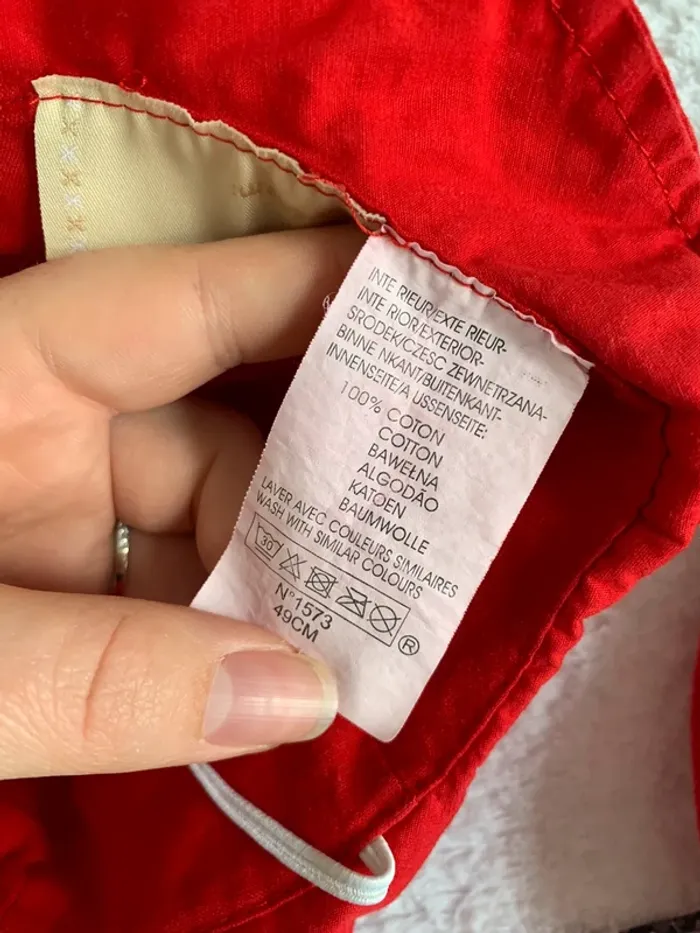 INTE RIEUR/EXTE RIEUR-
INTE RIOR/EXTERIOR-
SRODEK/CZESC ZEWNETRZANA-
BINNE NKANT/BUITENKANT-
INNENSEITE/A USSENSEITE:
100% COTON
COTTON
BAWEŁNA
ALGODÃO
KATOEN
BAUMWOLLE
LAVER AVEC COULEURS SIMILAIRES
WASH WITH SIMILAR COLOURS
30
®
N°1573
49CM